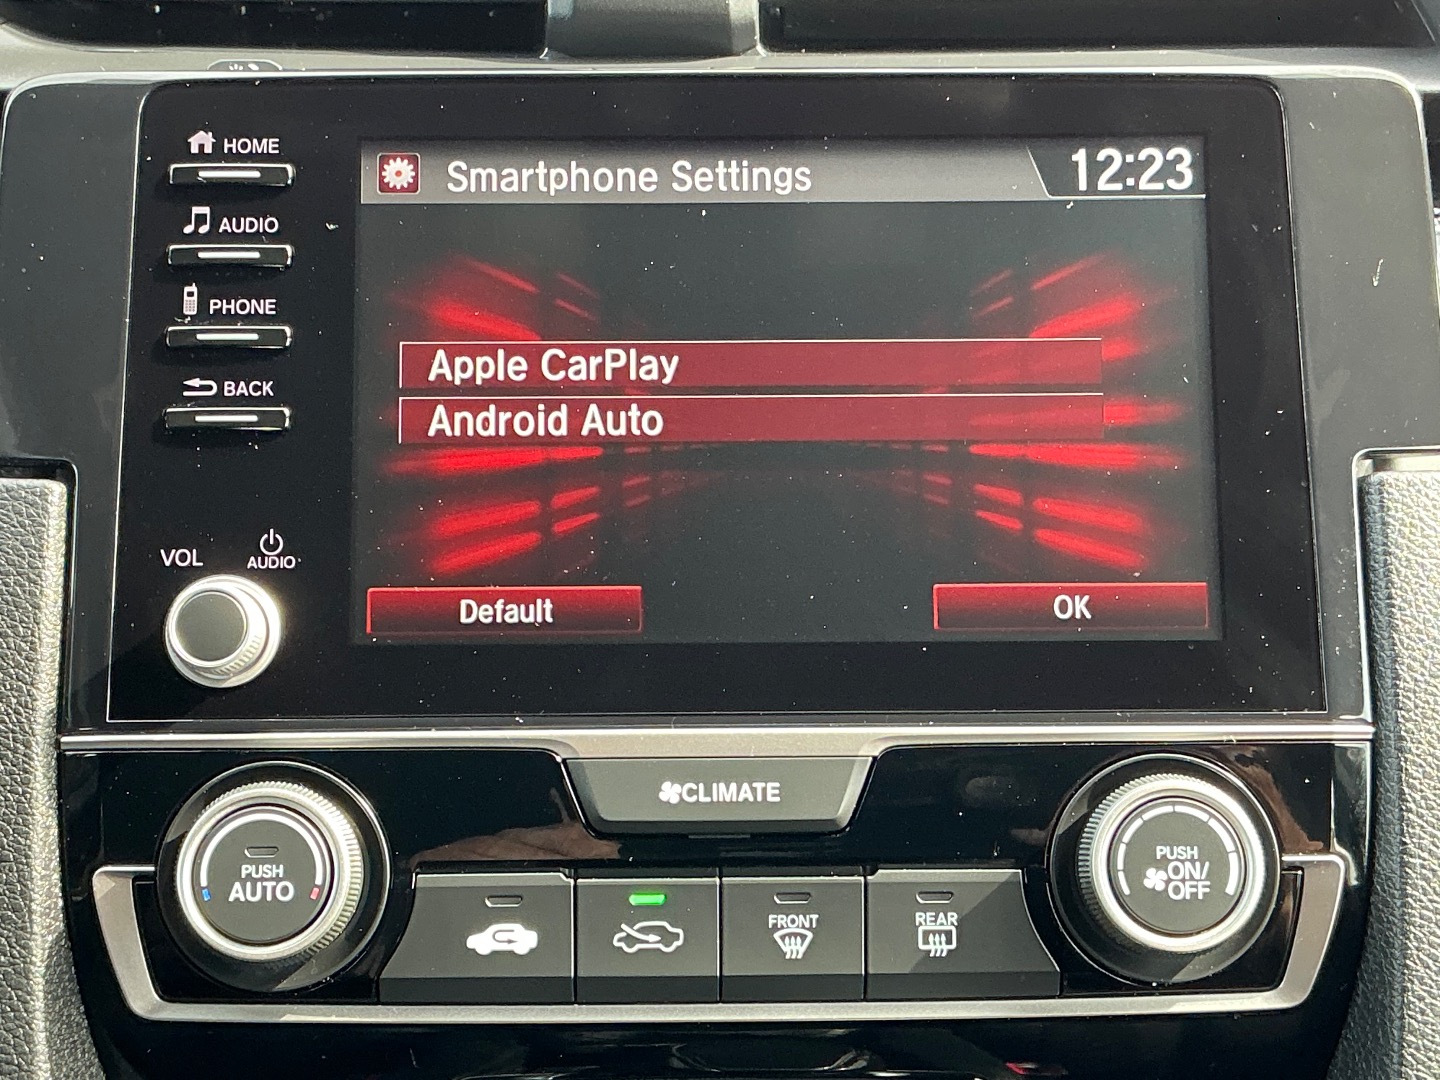 HOME
AUDIO
PHONE
BACK
VOL
AUDIO
Smartphone Settings
12:23
Apple CarPlay
Android Auto
Default
OK
CLIMATE
PUSH
AUTO
FRONT
REAR
PUSH
ON/
OFF